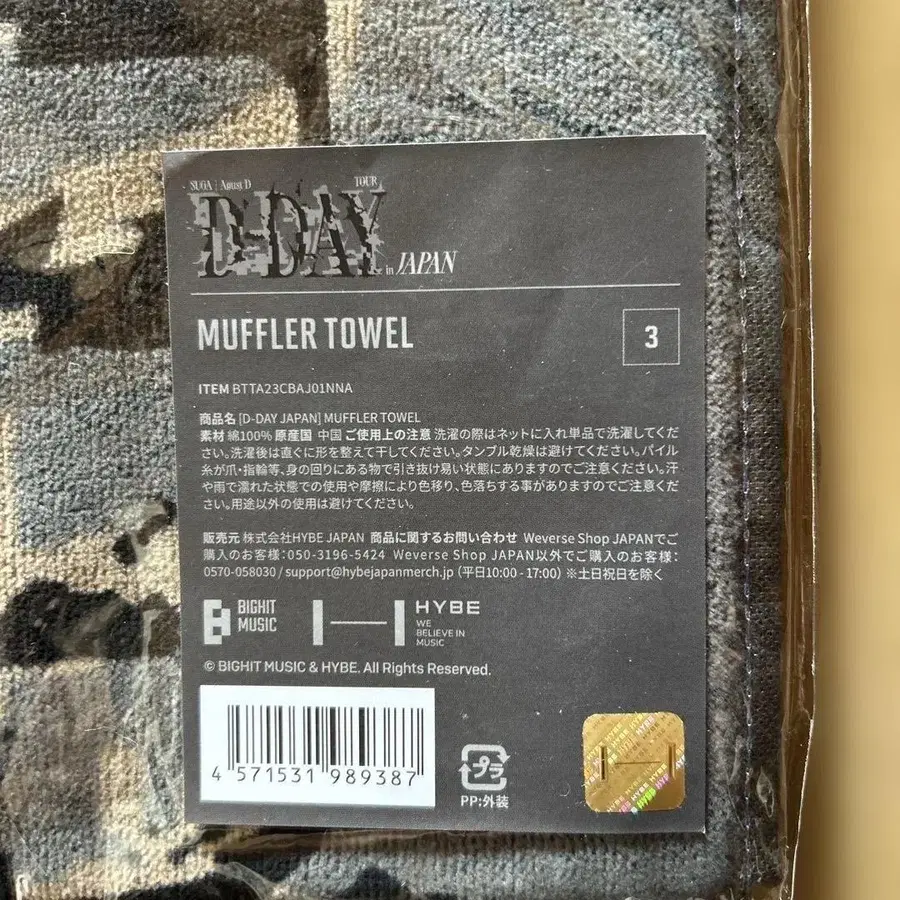 SUGA | Agust D TOUR
D-DAY
in JAPAN
MUFFLER TOWEL
3
ITEM BTTA23CBAJ01NNA
商品名 [D-DAY JAPAN] MUFFLER TOWEL
素材 綿100% 原産国 中国 ご使用上の注意 洗濯の際はネットに入れ単品で洗濯してくだ
さい。洗濯後は直ぐに形を整えて干してください。タンブル乾燥は避けてください。パイル
糸が爪・指輪等、身の回りにある物で引き抜け易い状態にありますのでご注意ください。汗
や雨で濡れた状態での使用や摩擦により色移り、色落ちする事がありますのでご注意くだ
さい。用途以外の使用は避けてください。
販売元 株式会社HYBE JAPAN 商品に関するお問い合わせ Weverse Shop JAPANでご
購入のお客様：050-3196-5424 Weverse Shop JAPAN以外でご購入のお客様：
0570-058030 / support@hybejapanmerch.jp (平日10:00 - 17:00) ※土日祝日を除く
BIGHIT
MUSIC
HYBE
WE
BELIEVE IN
MUSIC
© BIGHIT MUSIC & HYBE. All Rights Reserved.
4 571531 989387
プラ
PP:外装
HYBE HYBE